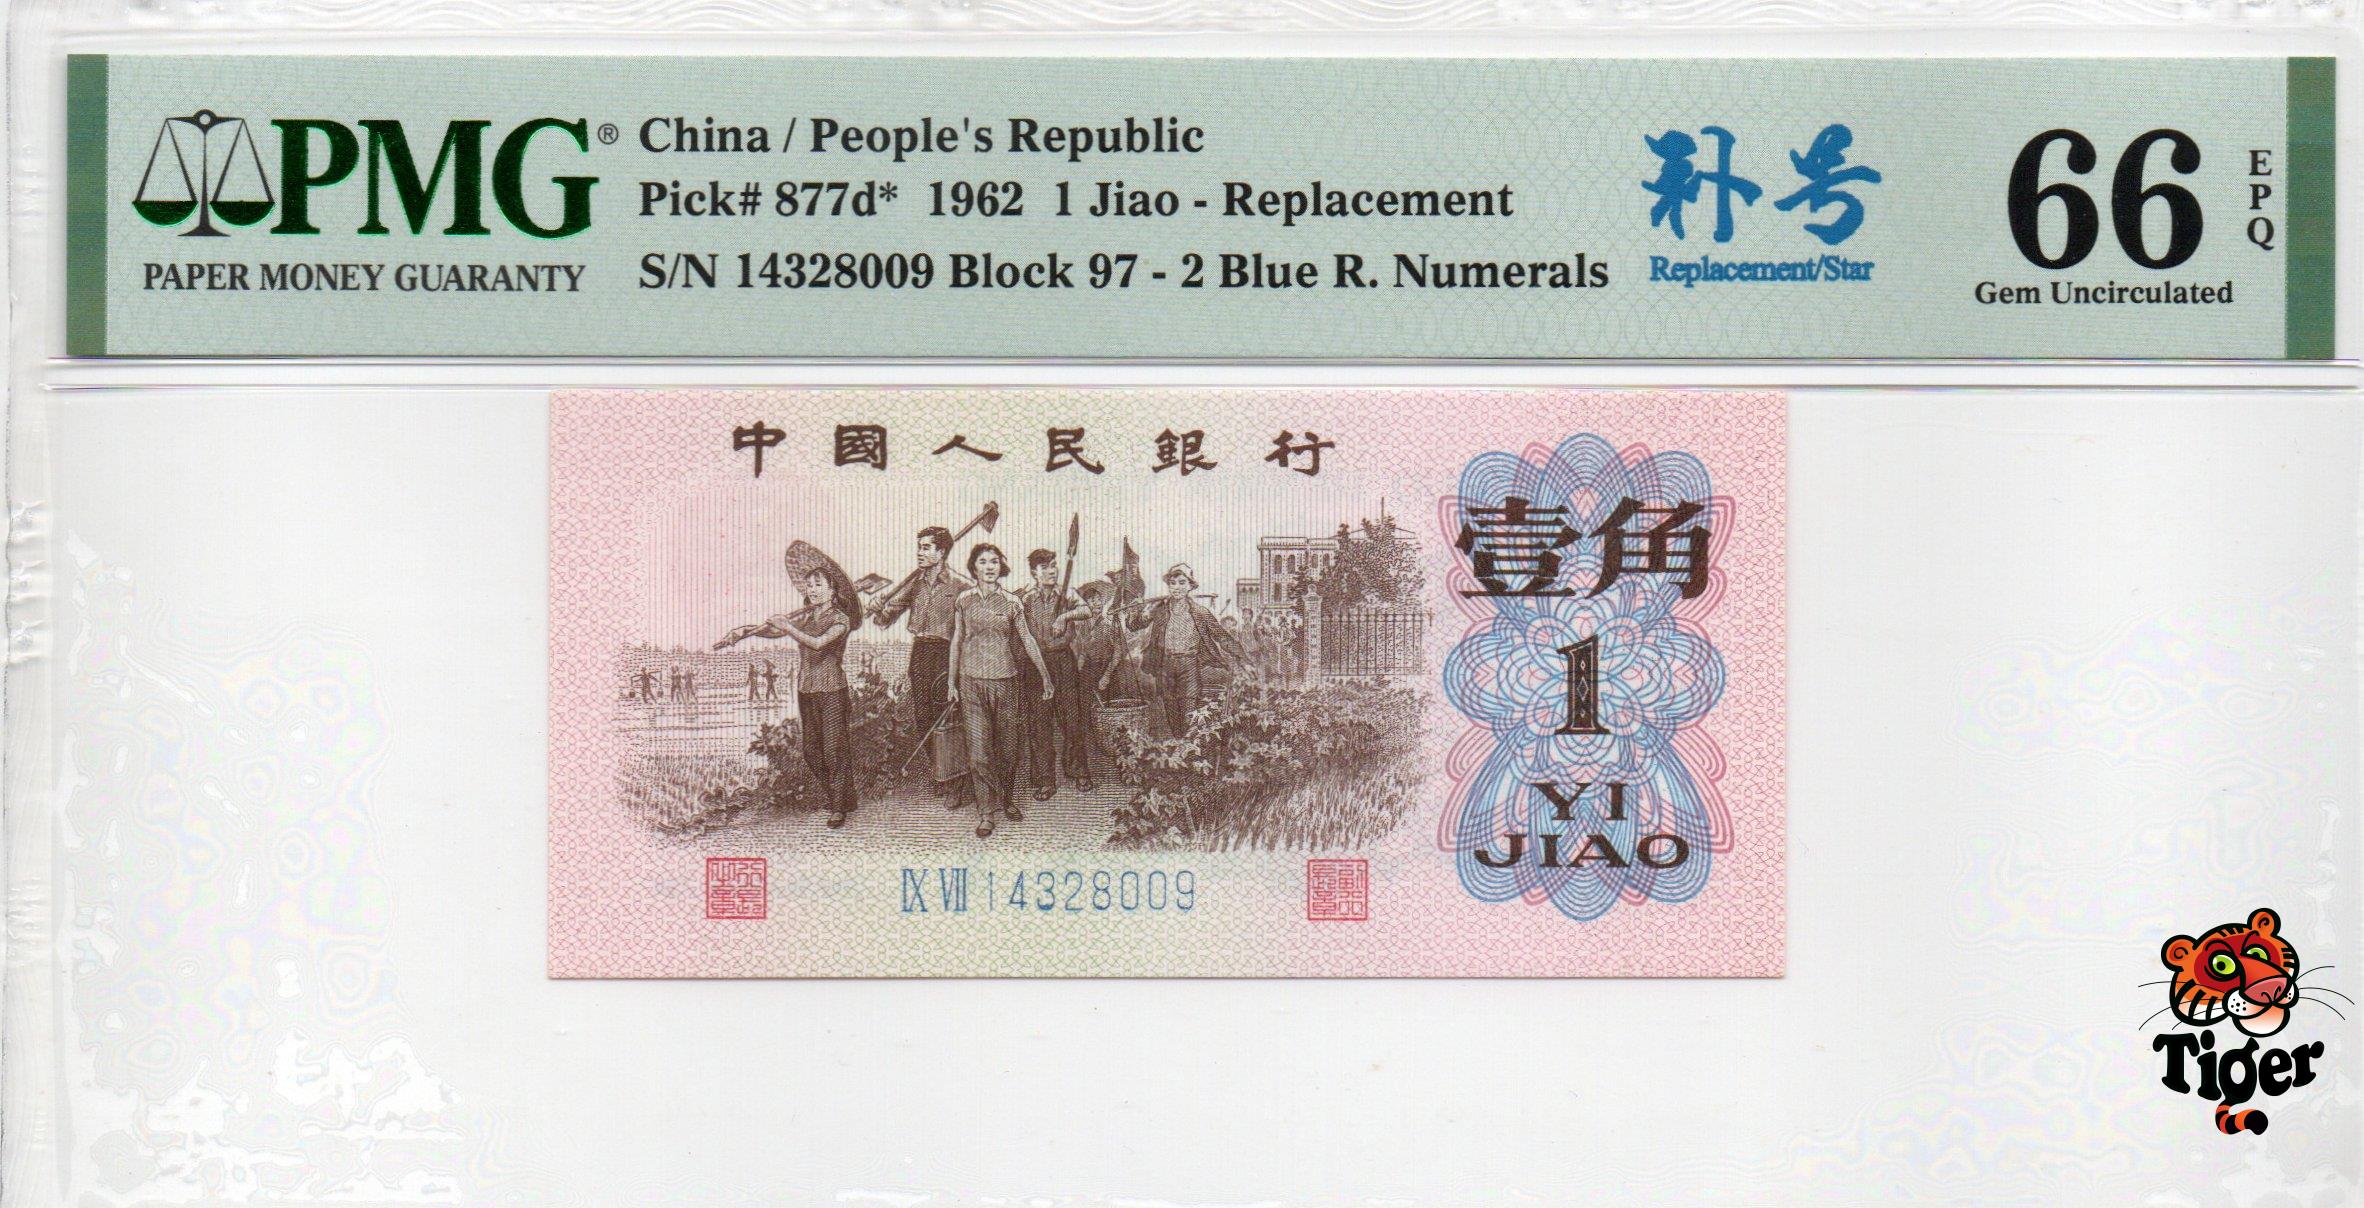 PMG®
PAPER MONEY GUARANTY
China / People's Republic
Pick# 877d* 1962 1 Jiao - Replacement
S/N 14328009 Block 97 - 2 Blue R. Numerals
补号
Replacement/Star
66
EPQ
Gem Uncirculated
中國人民銀行
壹角
1
YI
JIAO
IX VII 14328009
Tiger